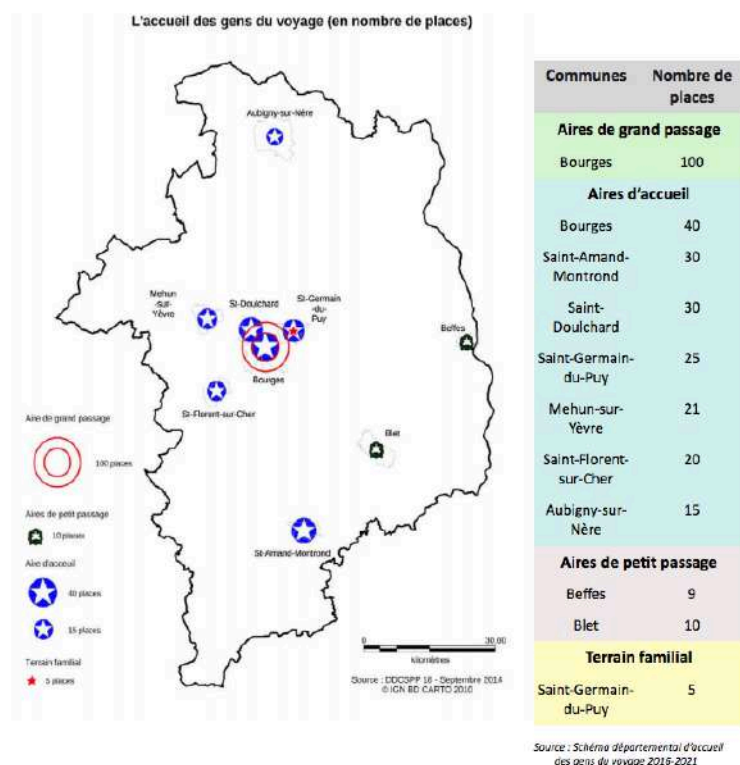 L'accueil des gens du voyage (en nombre de places)
Aubigny-sur-Nère
Mehun
-sur-
Yèvre
St-Doulchard
St-Germain
-du-
Puy
Beffes
Bourges
St-Florent-sur-Cher
Blet
St-Amand-Montrond
Aire de grand passage
100 places
Aires de petit passage
10 places
Aire d'accueil
40 places
15 places
Terrain familial
5 places
0
30,00
kilomètres
Source : DDCSPP 18 - Septembre 2014
© IGN BD CARTO 2010
Communes
Nombre de
places
Aires de grand passage
Bourges 100
Aires d'accueil
Bourges 40
Saint-Amand-
Montrond
30
Saint-
Doulchard
30
Saint-Germain-
du-Puy
25
Mehun-sur-
Yèvre
21
Saint-Florent-
sur-Cher
20
Aubigny-sur-
Nère
15
Aires de petit passage
Beffes 9
Blet 10
Terrain familial
Saint-Germain-
du-Puy
5
Source : Schéma départemental d'accueil
des gens du voyage 2016-2021